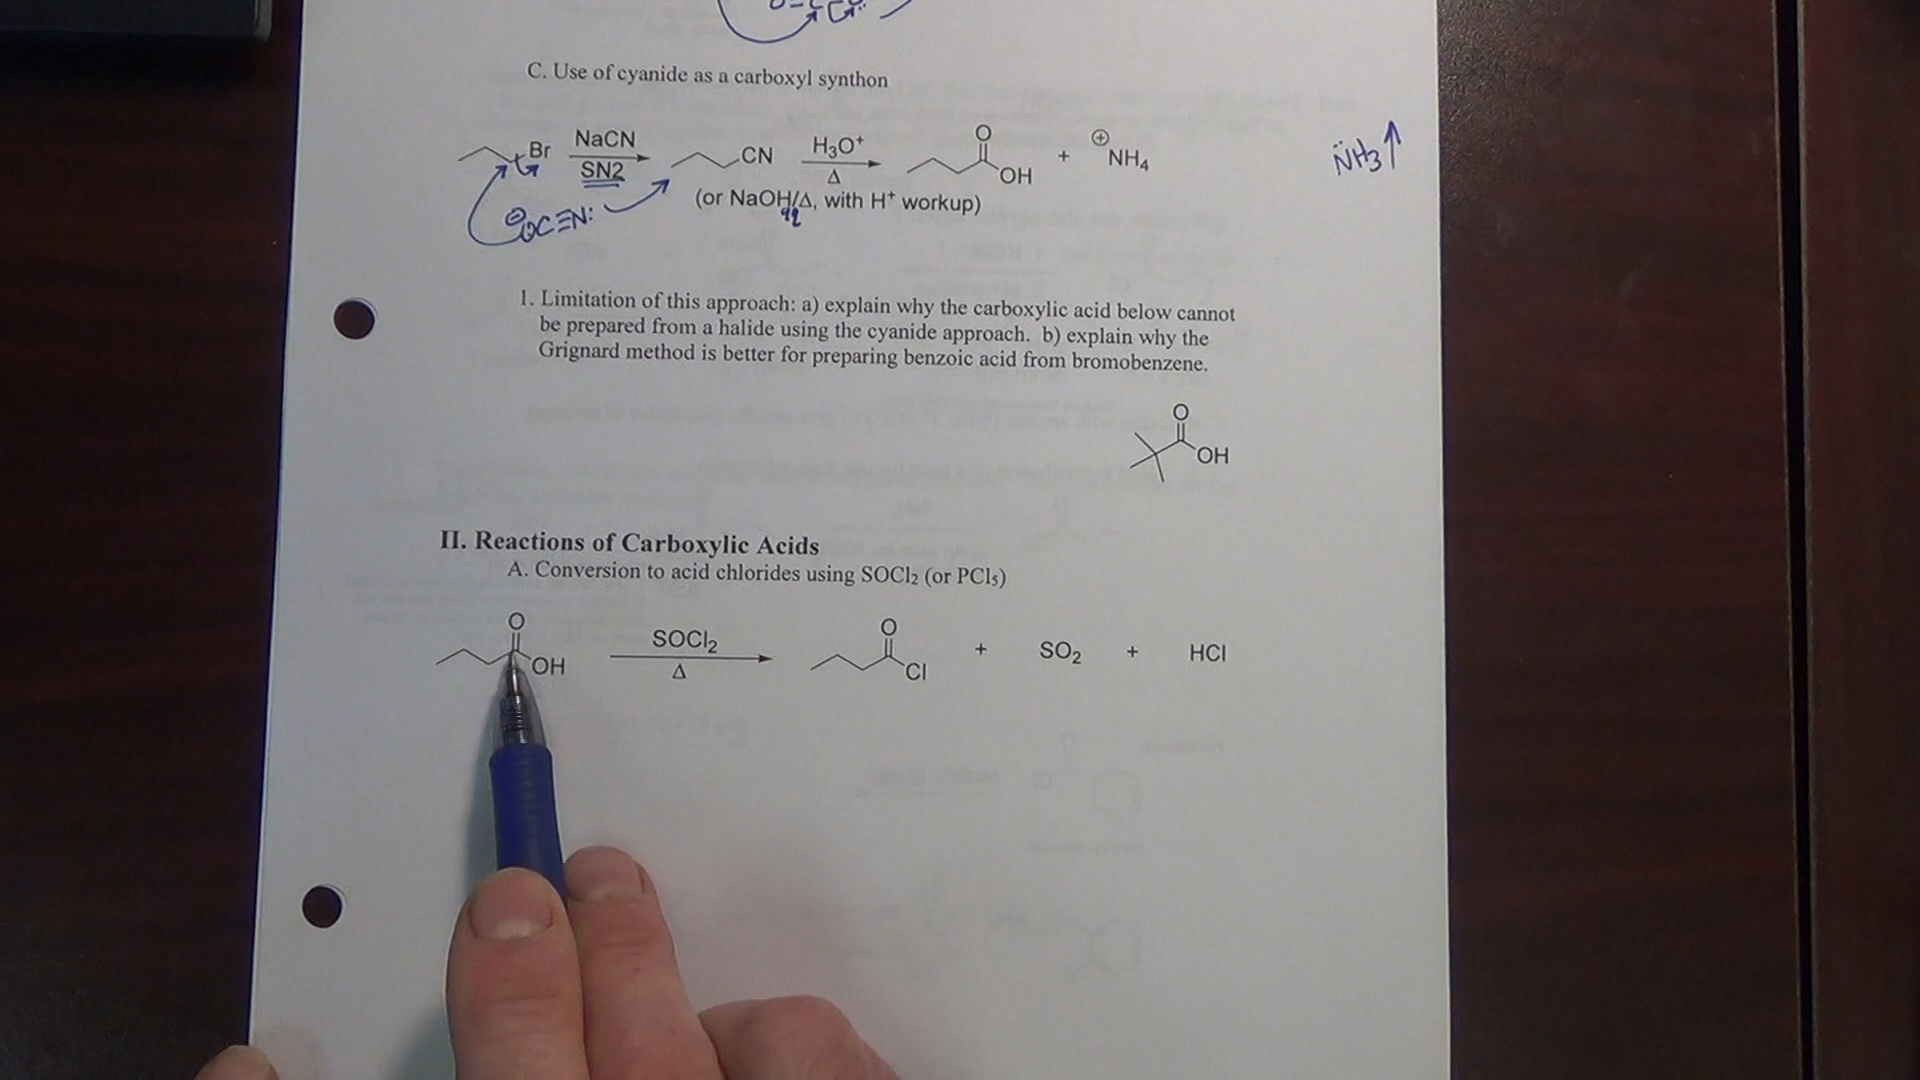 C. Use of cyanide as a carboxyl synthon
Br NaCN CN H₃O⁺ O OH + ⊕NH₄ N̈H₃↑
SN2 Δ
(or NaOH/Δ, with H⁺ workup)
aq
⊖:C≡N:
1. Limitation of this approach: a) explain why the carboxylic acid below cannot
be prepared from a halide using the cyanide approach. b) explain why the
Grignard method is better for preparing benzoic acid from bromobenzene.
O
OH
II. Reactions of Carboxylic Acids
A. Conversion to acid chlorides using SOCl₂ (or PCl₅)
O O
OH SOCl₂ Cl + SO₂ + HCl
Δ